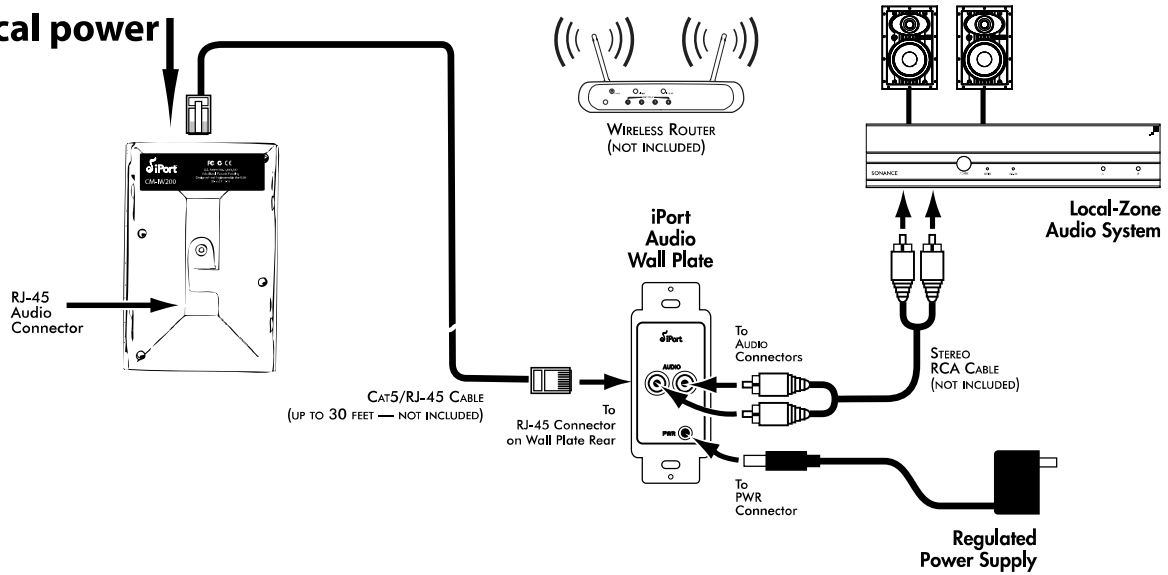 cal power
iPort
CM-IW200
RJ-45
Audio
Connector
Cat5/RJ-45 Cable
(up to 30 feet — not included)
Wireless Router
(not included)
iPort
Audio
Wall Plate
iPort
AUDIO
PWR
To
RJ-45 Connector
on Wall Plate Rear
To
Audio
Connectors
To
PWR
Connector
SONANCE
Local-Zone
Audio System
Stereo
RCA Cable
(not included)
Regulated
Power Supply